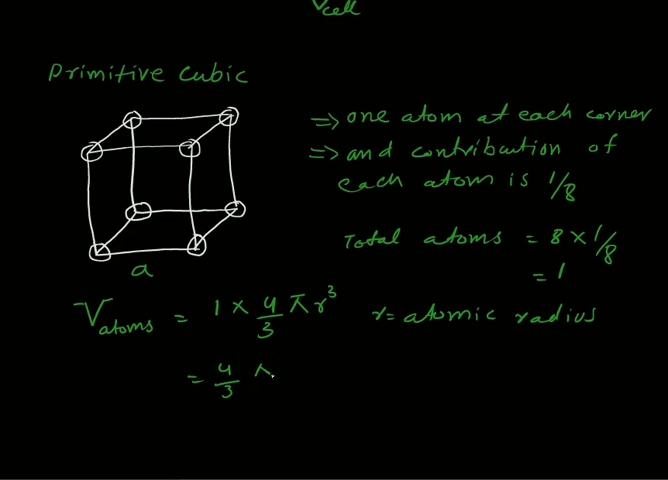 Vcell
Primitive Cubic
⇒ one atom at each corner
⇒ and contribution of
each atom is 1/8
Total atoms = 8 × 1/8
= 1
a
Vatoms = 1 × 4/3 π r³ r = atomic radius
= 4/3 π